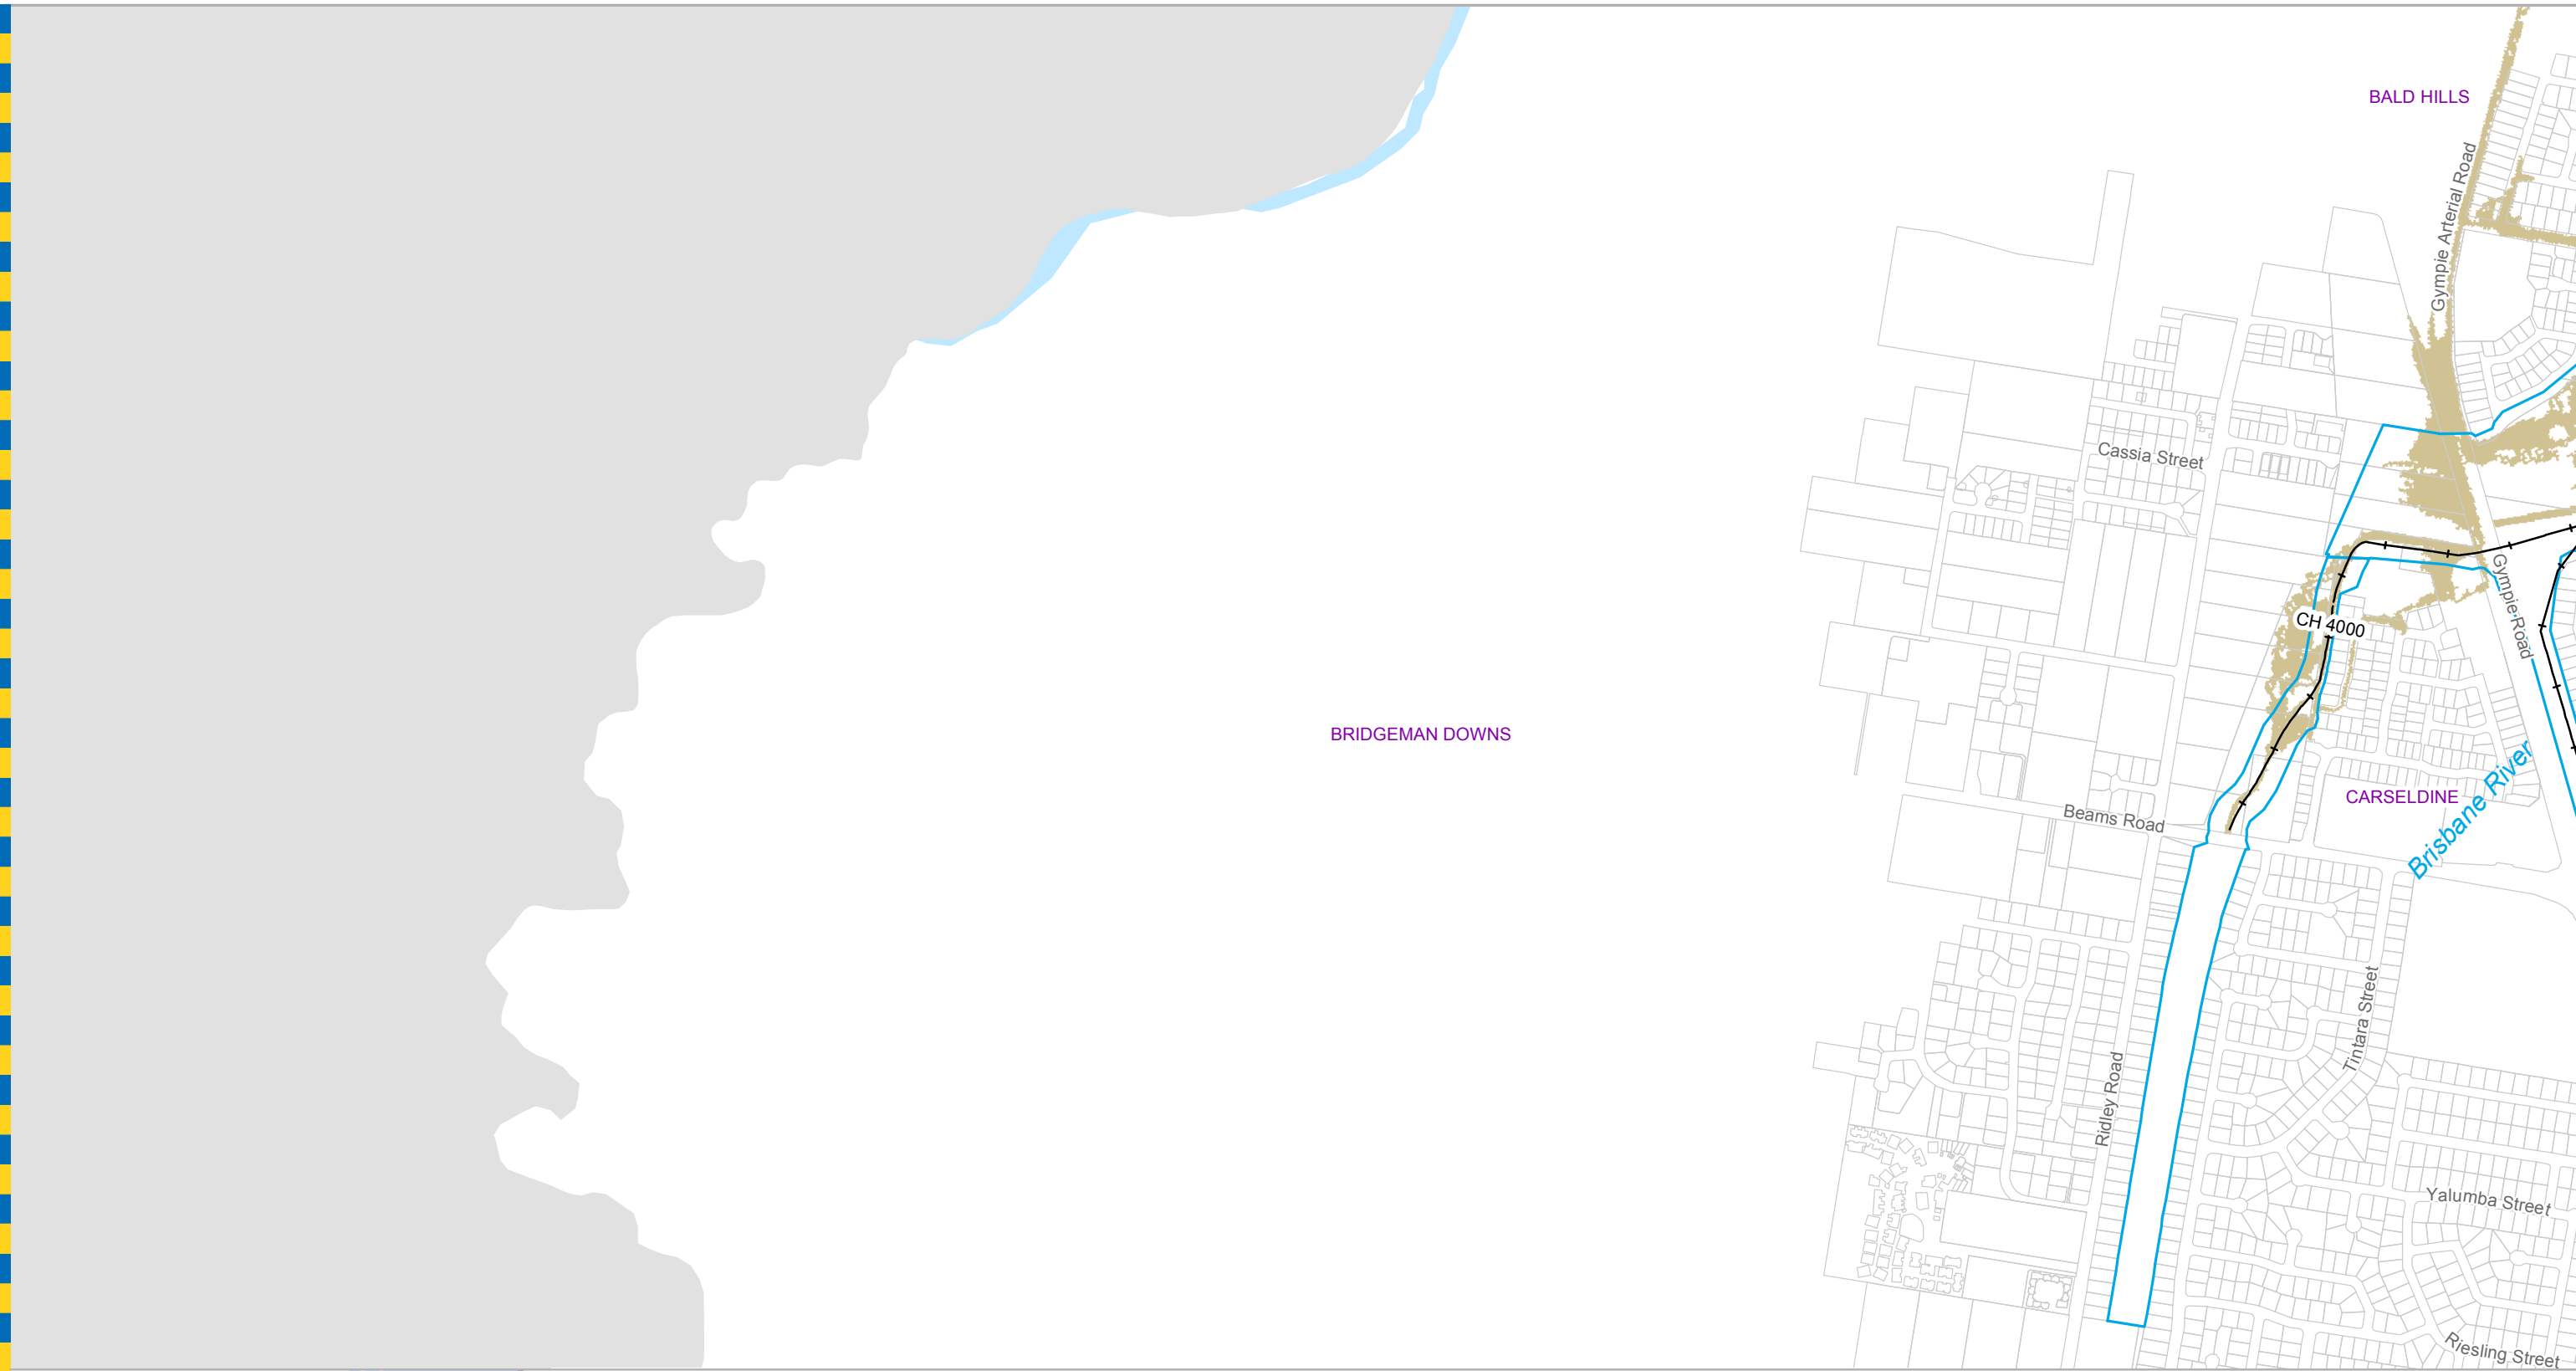 BALD HILLS
Gympie Arterial Road
Cassia Street
Gympie Road
CH 4000
BRIDGEMAN DOWNS
CARSELDINE
Brisbane River
Beams Road
Tintara Street
Ridley Road
Yalumba Street
Riesling Street